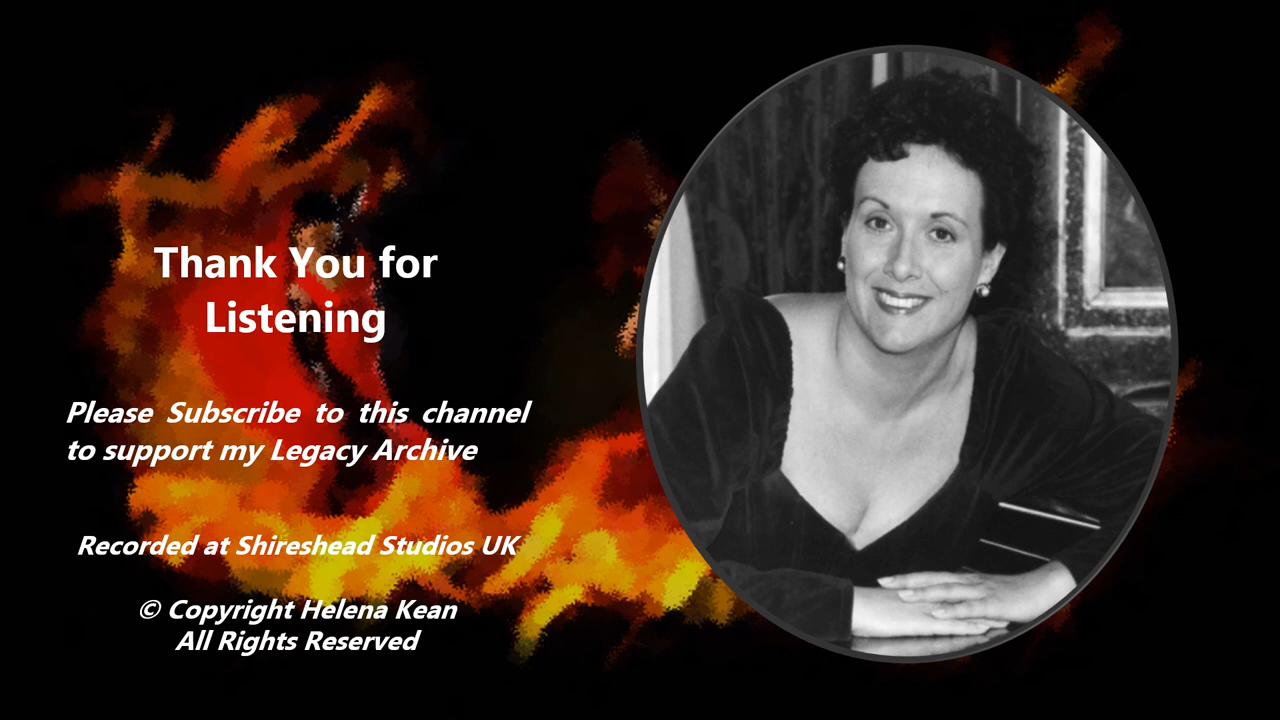 Thank You for
Listening
Please Subscribe to this channel
to support my Legacy Archive
Recorded at Shireshead Studios UK
© Copyright Helena Kean
All Rights Reserved